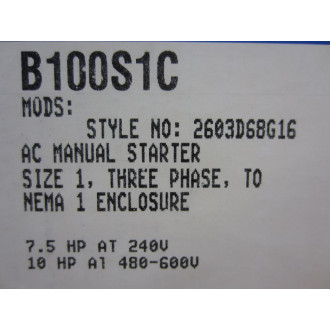 B100S1C
MODS:
STYLE NO: 2603D68G16
AC MANUAL STARTER
SIZE 1, THREE PHASE, TO
NEMA 1 ENCLOSURE
7.5 HP AT 240V
10 HP AT 480-600V